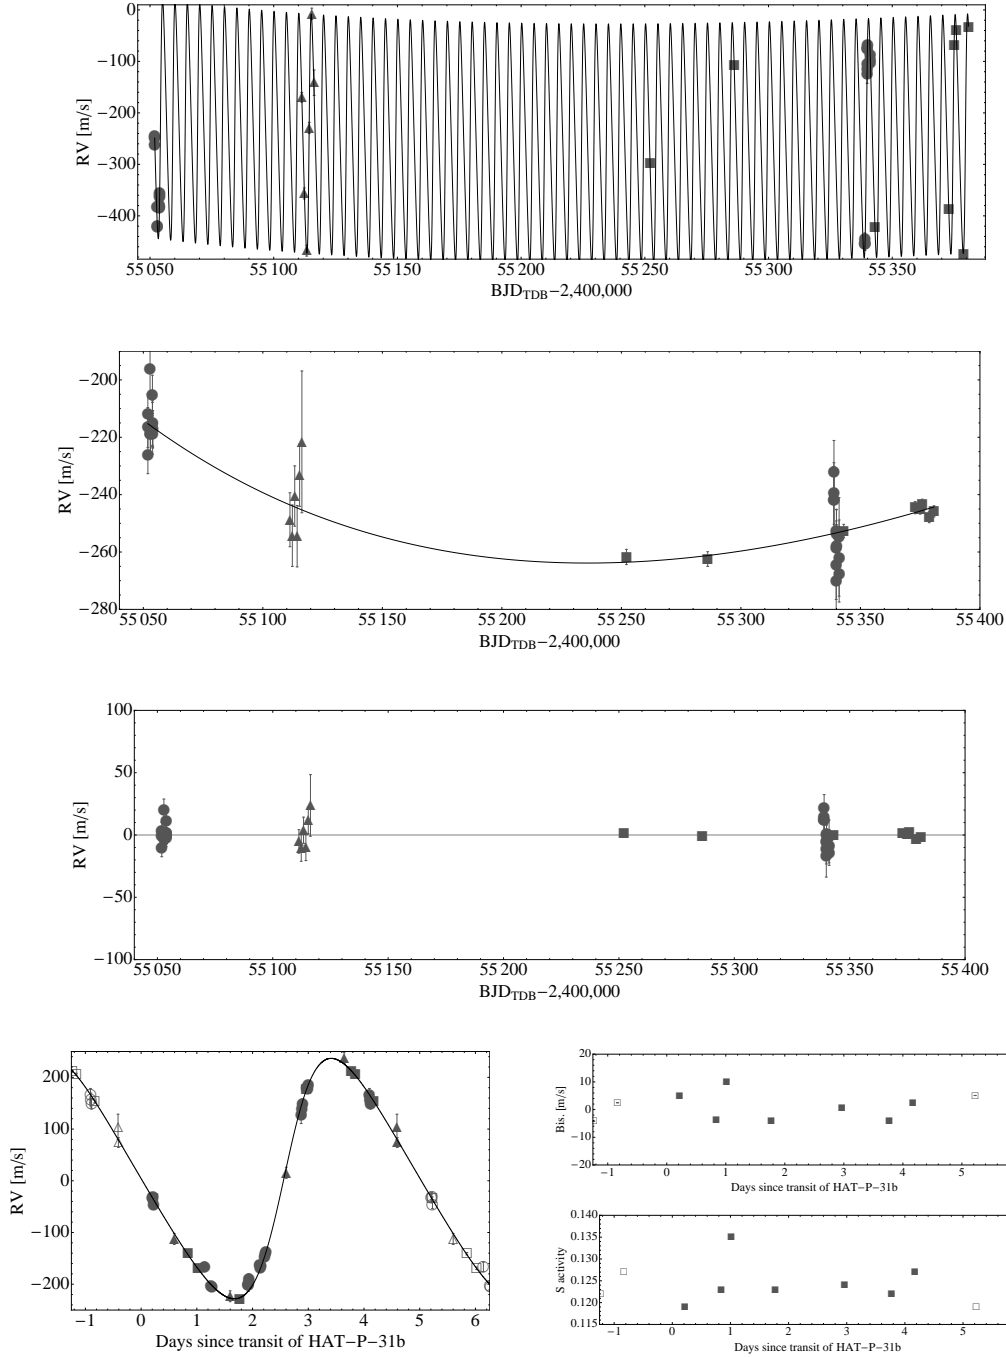 0
−100
−200
−300
−400
RV [m/s]
55 050 55 100 55 150 55 200 55 250 55 300 55 350
BJD_TDB−2,400,000
−200
−220
−240
−260
−280
RV [m/s]
55 050 55 100 55 150 55 200 55 250 55 300 55 350 55 400
BJD_TDB−2,400,000
100
50
0
−50
−100
RV [m/s]
55 050 55 100 55 150 55 200 55 250 55 300 55 350 55 400
BJD_TDB−2,400,000
200
100
0
−100
−200
RV [m/s]
−1 0 1 2 3 4 5 6
Days since transit of HAT−P−31b
20
10
0
−10
−20
Bis. [m/s]
−1 0 1 2 3 4 5
Days since transit of HAT−P−31b
0.140
0.135
0.130
0.125
0.120
0.115
S activity
−1 0 1 2 3 4 5
Days since transit of HAT−P−31b